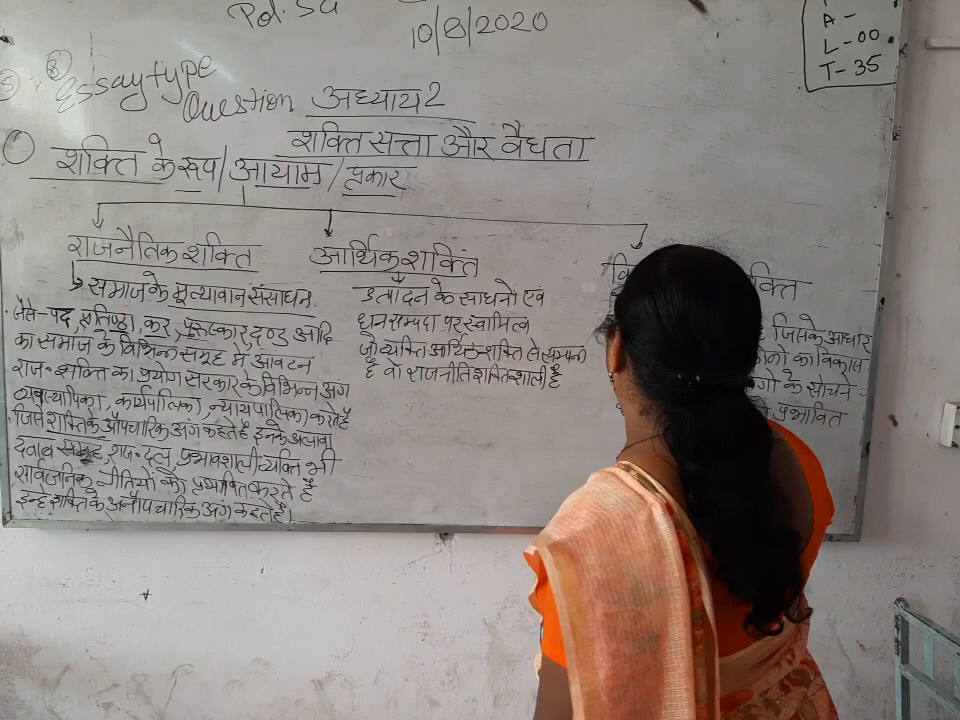 Pol. Sc
10/8/2020
A -
L - 00
T - 35
Essay type
Question
अध्याय 2
शक्ति सत्ता और वैधता
शक्ति के रूप / आयाम / प्रकार
राजनैतिक शक्ति
समाज के मूल्यावान संसाधन
जैसे - पद, प्रतिष्ठा, कर, पुरुस्कार, दण्ड आदि
का समाज के विभिन्न समूह में आवंटन
राज॰ शक्ति का प्रयोग सरकार के विभिन्न अंग
व्यवस्थापिका, कार्यपालिका, न्यायपालिका करते है
जिसे शक्ति के औपचारिक अंग कहते है इनके अलावा
दवाब समूह, राज॰ दल, प्रभावशाली व्यक्ति भी
सार्वजनिक नीतियों को प्रभावित करते है
इन्हे शक्ति के अनौपचारिक अंग कहते है।
आर्थिक शक्ति
उत्पादन के साधनों एवं
धन सम्पदा पर स्वामित्व
जो व्यक्ति आर्थिक शक्ति से सम्पन्न
है वो राजनीति शक्तिशाली है
वि क्ति
जिसके आधार
का विकास
के सोचने -
प्रभावित